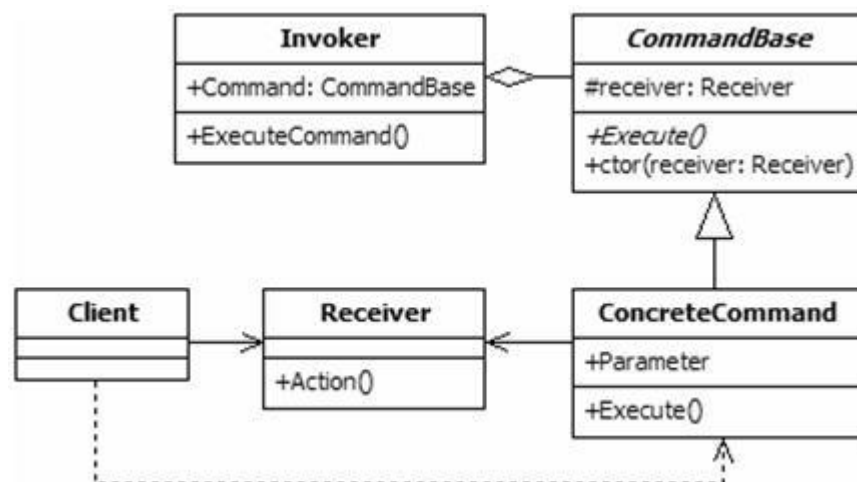 Invoker
+Command: CommandBase
+ExecuteCommand()
CommandBase
#receiver: Receiver
+Execute()
+ctor(receiver: Receiver)
Client
Receiver
+Action()
ConcreteCommand
+Parameter
+Execute()